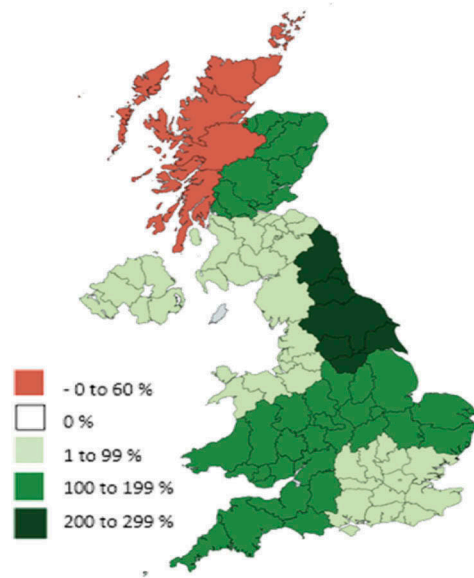 - 0 to 60 %
0 %
1 to 99 %
100 to 199 %
200 to 299 %